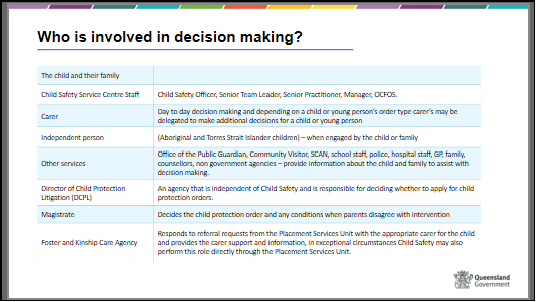 Who is involved in decision making?
The child and their family
Child Safety Service Centre Staff
Child Safety Officer, Senior Team Leader, Senior Practitioner, Manager, OCFOS.
Carer
Day to day decision making and depending on a child or young person's order type carer's may be
delegated to make additional decisions for a child or young person
Independent person
(Aboriginal and Torres Strait Islander children) – when engaged by the child or family
Other services
Office of the Public Guardian, Community Visitor, SCAN, school staff, police, hospital staff, GP, family,
counsellors, non government agencies – provide information about the child and family to assist with
decision making.
Director of Child Protection
Litigation (DCPL)
An agency that is independent of Child Safety and is responsible for deciding whether to apply for child
protection orders.
Magistrate
Decides the child protection order and any conditions when parents disagree with intervention
Foster and Kinship Care Agency
Responds to referral requests from the Placement Services Unit with the appropriate carer for the child
and provides the carer support and information, in exceptional circumstances Child Safety may also
perform this role directly through the Placement Services Unit.
Queensland
Government